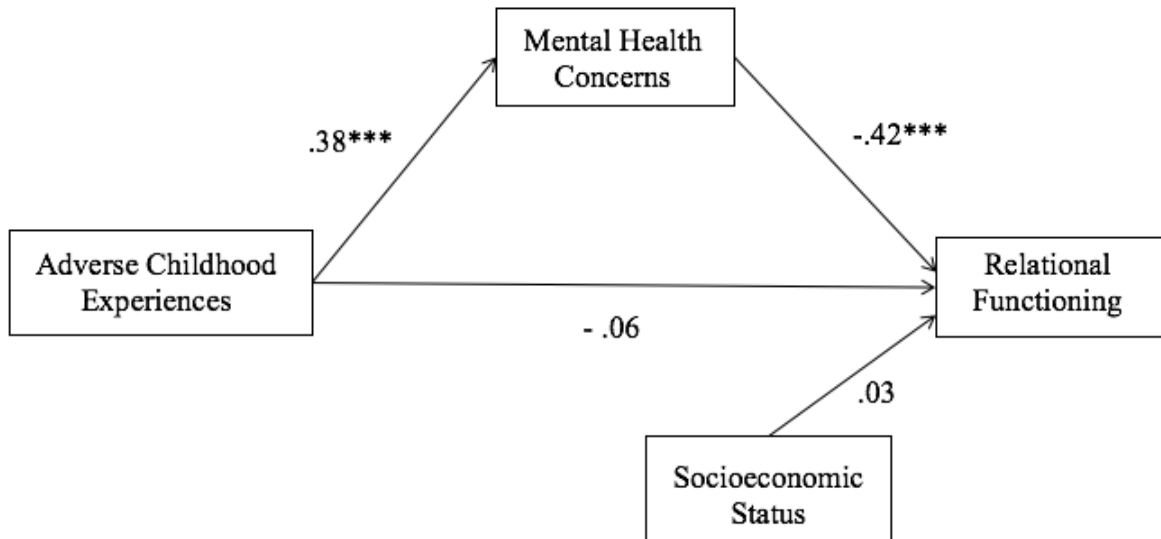 Mental Health
Concerns
.38***
-.42***
Adverse Childhood
Experiences
Relational
Functioning
- .06
.03
Socioeconomic
Status